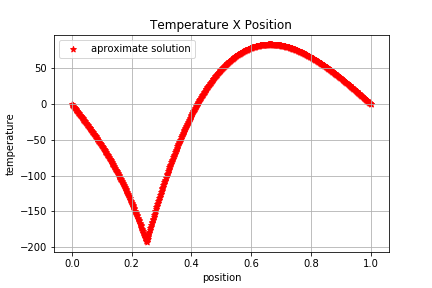 Temperature X Position
aproximate solution
temperature
50
0
−50
−100
−150
−200
0.0 0.2 0.4 0.6 0.8 1.0
position